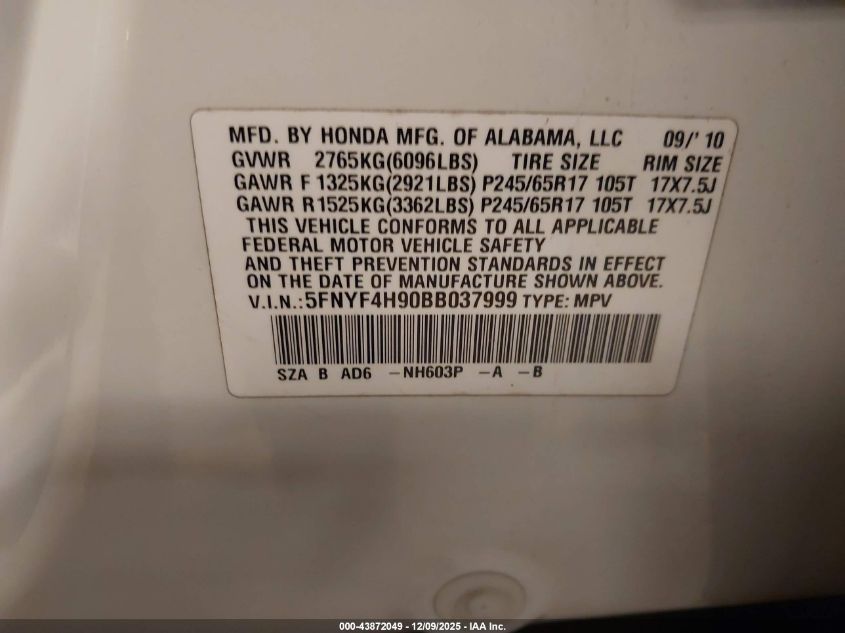 MFD. BY HONDA MFG. OF ALABAMA, LLC 09/' 10
GVWR 2765KG(6096LBS) TIRE SIZE RIM SIZE
GAWR F 1325KG(2921LBS) P245/65R17 105T 17X7.5J
GAWR R1525KG(3362LBS) P245/65R17 105T 17X7.5J
THIS VEHICLE CONFORMS TO ALL APPLICABLE
FEDERAL MOTOR VEHICLE SAFETY
AND THEFT PREVENTION STANDARDS IN EFFECT
ON THE DATE OF MANUFACTURE SHOWN ABOVE.
V.I.N.:5FNYF4H90BB037999 TYPE: MPV
SZA B AD6 -NH603P -A -B
000-43872049 - 12/09/2025 - IAA Inc.